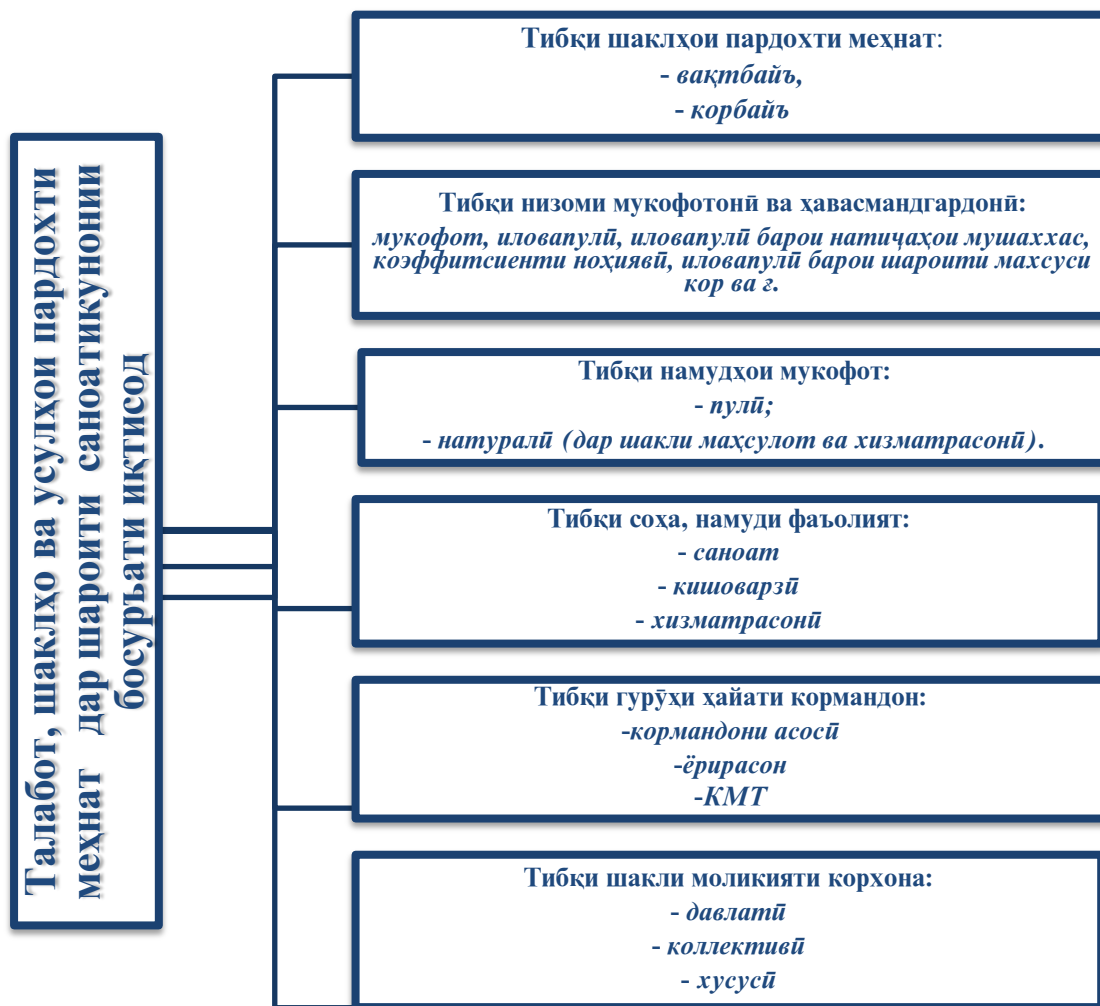 Талабот, шаклҳо ва усулҳои пардохти
меҳнат дар шароити саноатикунонии
босуръати иқтисод
Тибқи шаклҳои пардохти меҳнат:
- вақтбайъ,
- корбайъ
Тибқи низоми мукофотонӣ ва ҳавасмандгардонӣ:
мукофот, иловапулӣ, иловапулӣ барои натиҷаҳои мушаххас,
коэффитсиенти ноҳиявӣ, иловапулӣ барои шароити махсуси
кор ва ғ.
Тибқи намудҳои мукофот:
- пулӣ;
- натуралӣ (дар шакли маҳсулот ва хизматрасонӣ).
Тибқи соҳа, намуди фаъолият:
- саноат
- кишоварзӣ
- хизматрасонӣ
Тибқи гурӯҳи ҳайати кормандон:
-кормандони асосӣ
-ёрирасон
-КМТ
Тибқи шакли моликияти корхона:
- давлатӣ
- коллективӣ
- хусусӣ